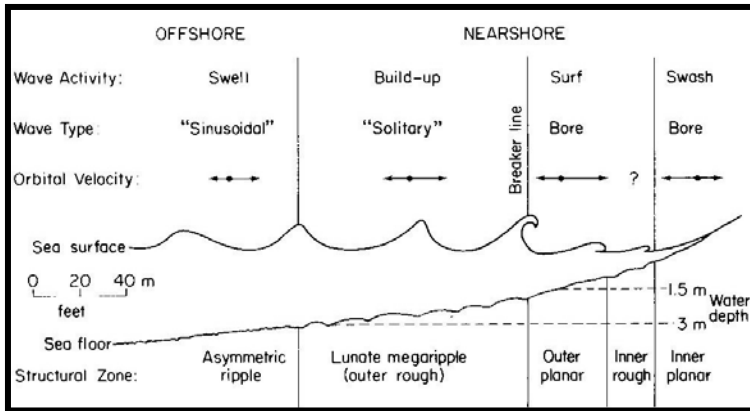 OFFSHORE NEARSHORE
Wave Activity: Swell Build-up Surf Swash
Wave Type: "Sinusoidal" "Solitary" Bore Bore
Breaker line
Orbital Velocity: ?
Sea surface
0 20 40 m
feet
1.5 m
Water
depth
3 m
Sea floor
Asymmetric Lunate megaripple Outer Inner Inner
Structural Zone: ripple (outer rough) planar rough planar